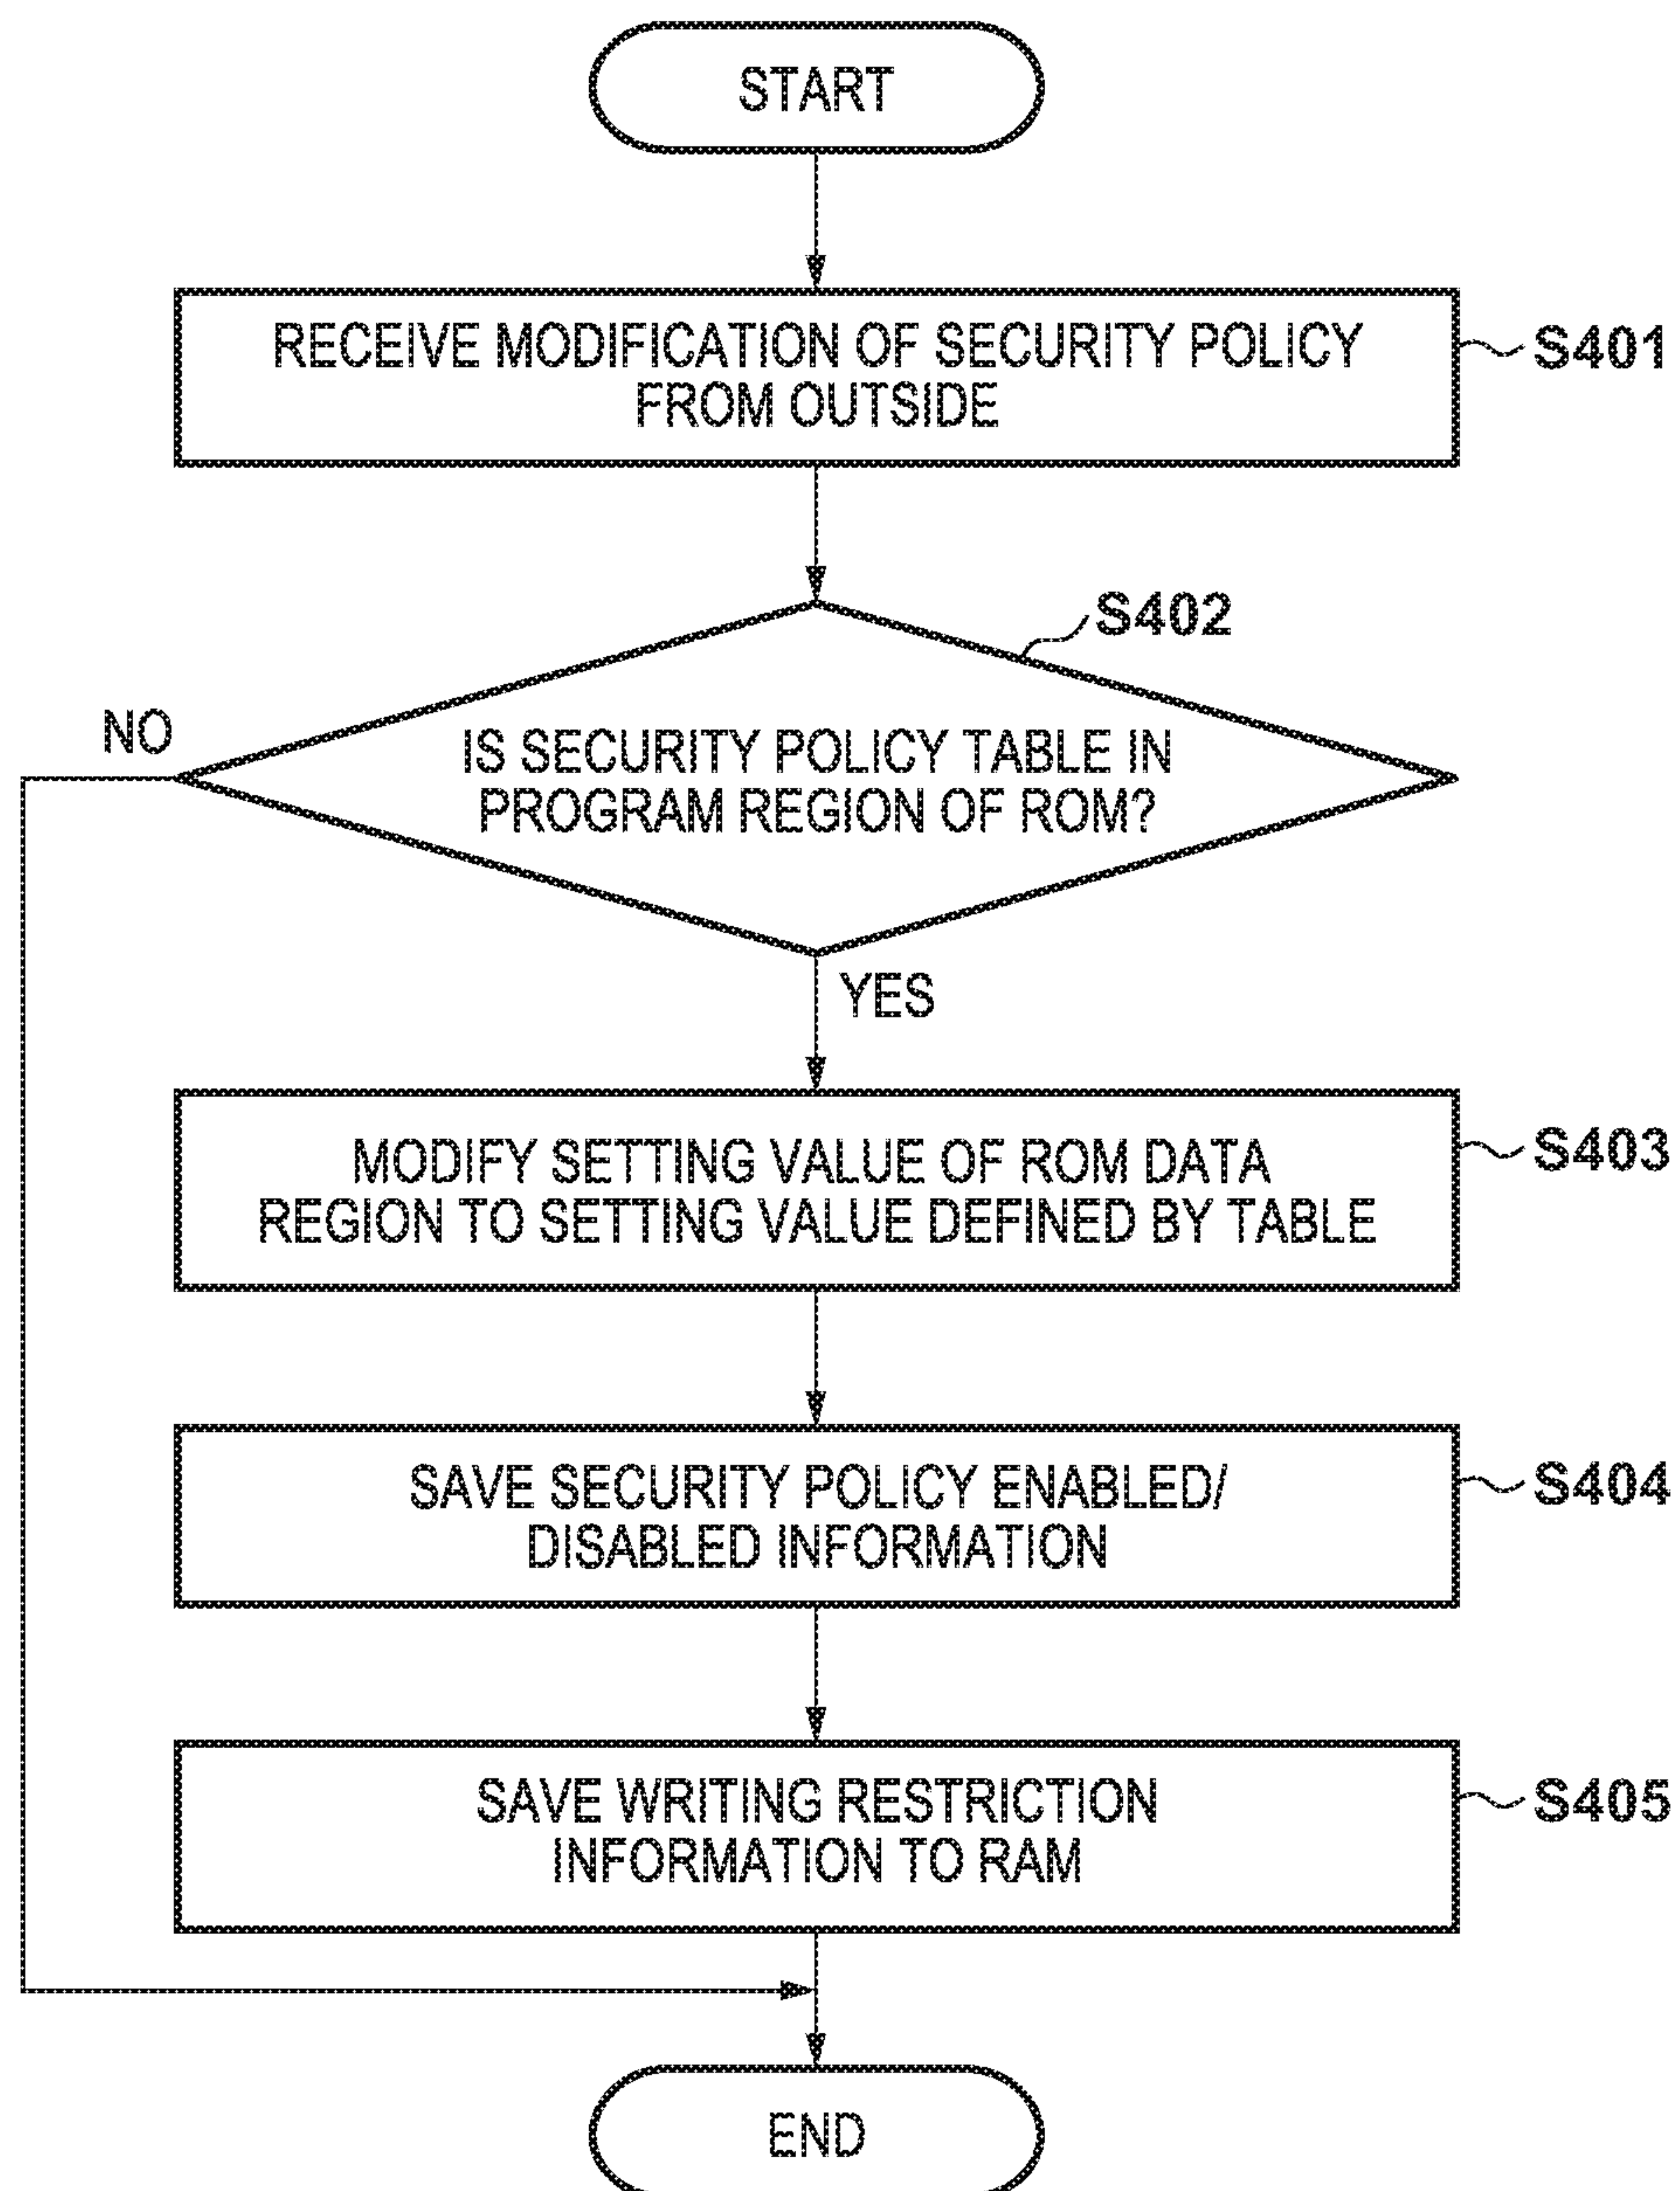 START
RECEIVE MODIFICATION OF SECURITY POLICY
FROM OUTSIDE
S401
S402
NO
IS SECURITY POLICY TABLE IN
PROGRAM REGION OF ROM?
YES
MODIFY SETTING VALUE OF ROM DATA
REGION TO SETTING VALUE DEFINED BY TABLE
S403
SAVE SECURITY POLICY ENABLED/
DISABLED INFORMATION
S404
SAVE WRITING RESTRICTION
INFORMATION TO RAM
S405
END